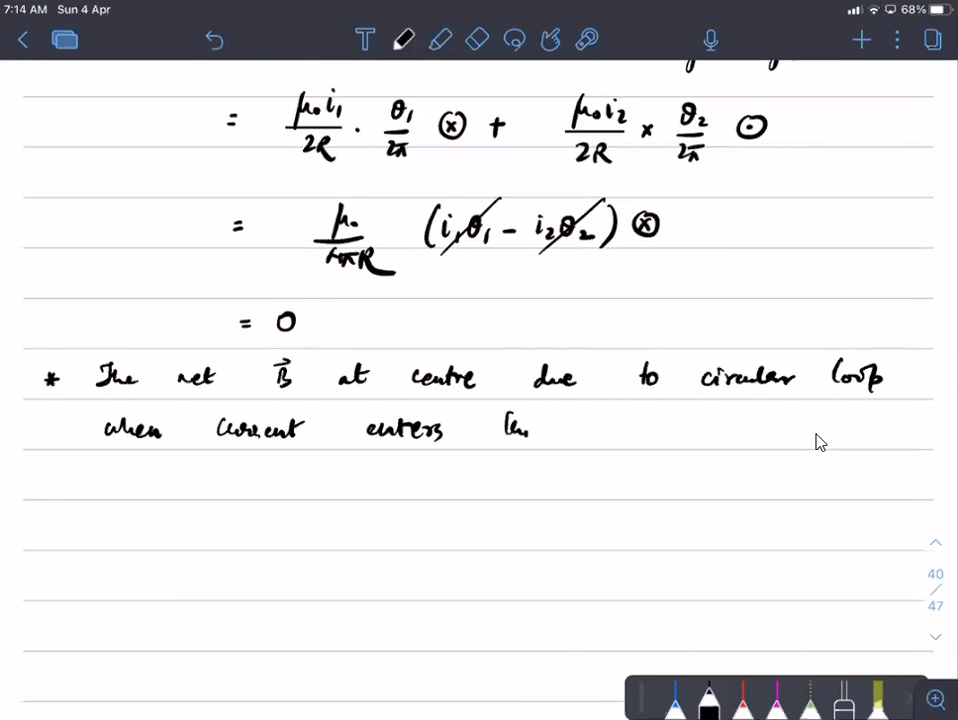 7:14 AM Sun 4 Apr
68%
= μ₀i₁/2R · θ₁/2π ⊗ + μ₀i₂/2R × θ₂/2π ⊙
= μ₀/4πR (i₁θ₁ - i₂θ₂) ⊗
= 0
* The net B⃗ at centre due to circular loop
when current enters
40
/
47